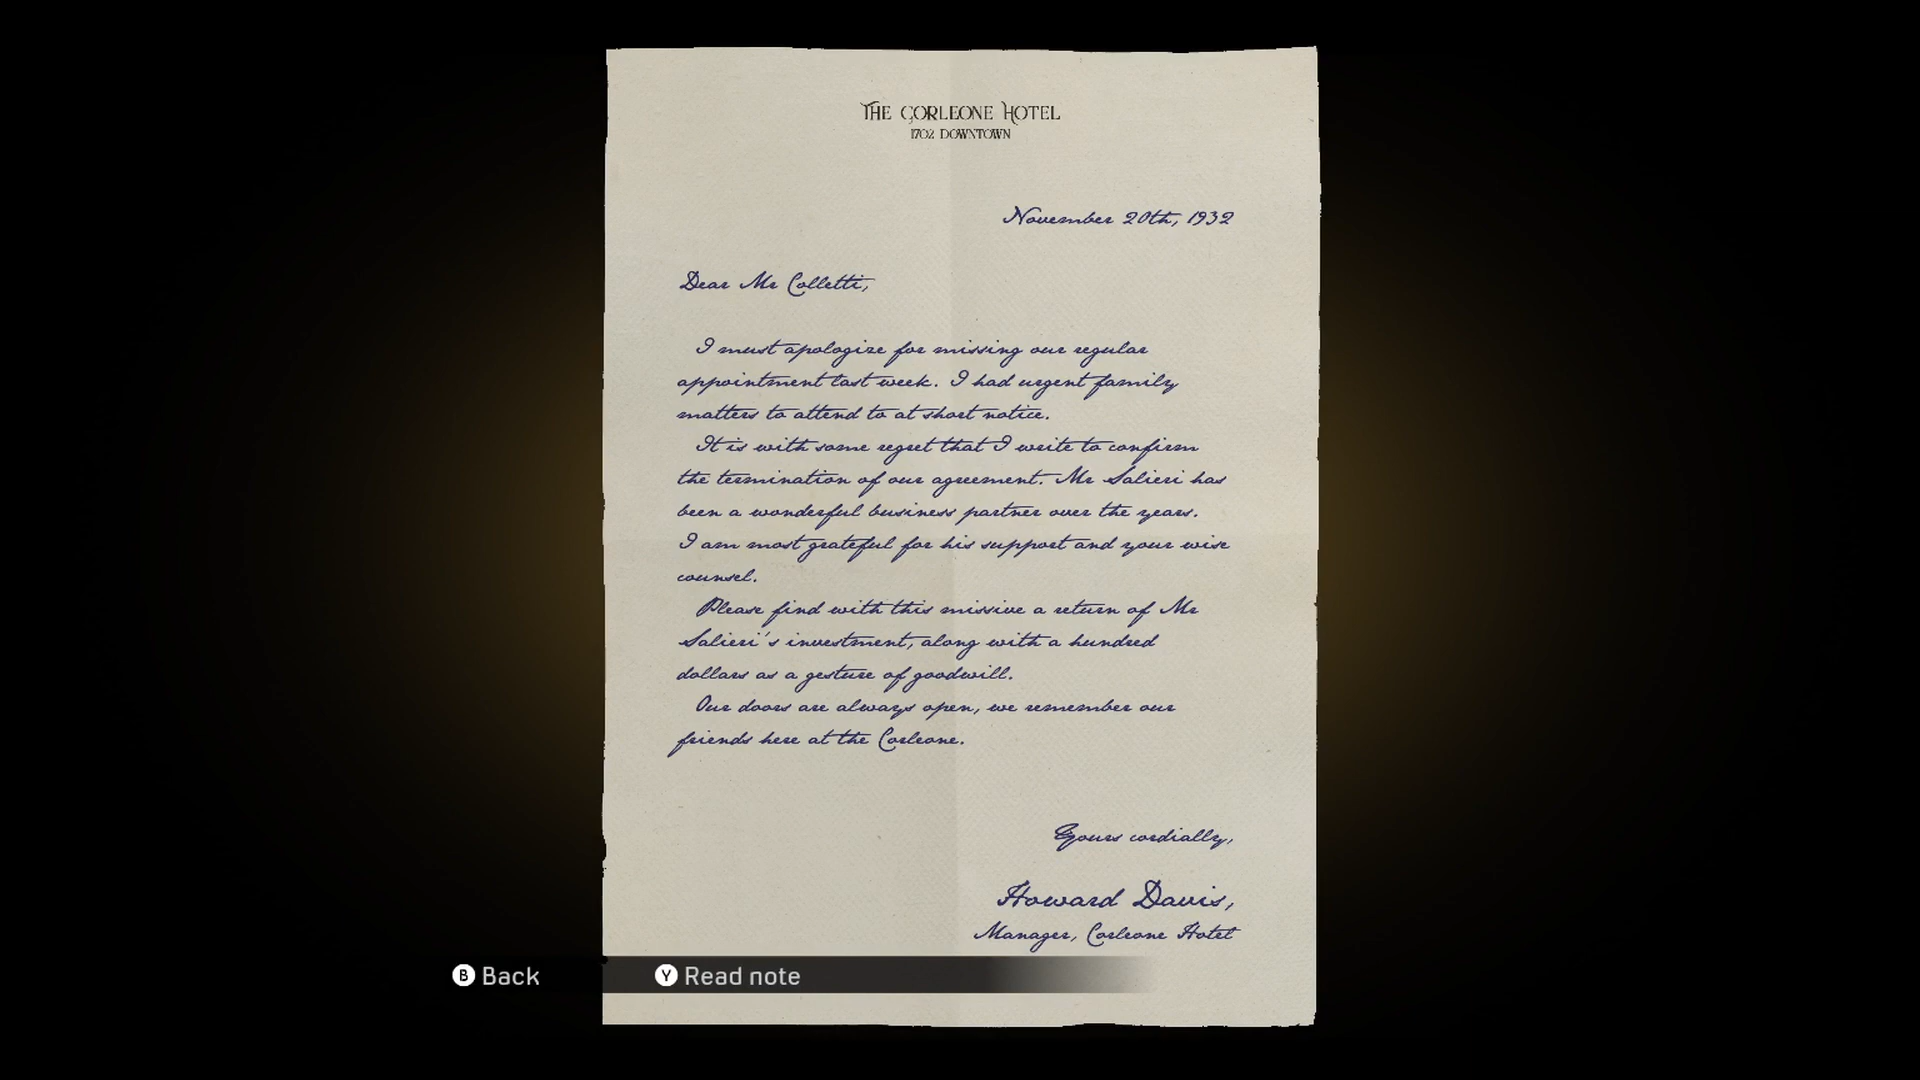 THE CORLEONE HOTEL
1702 DOWNTOWN
November 20th, 1932
Dear Mr Colletti,
I must apologize for missing our regular
appointment last week. I had urgent family
matters to attend to at short notice.
It is with some regret that I write to confirm
the termination of our agreement. Mr Salieri has
been a wonderful business partner over the years.
I am most grateful for his support and your wise
counsel.
Please find with this missive a return of Mr
Salieri's investment, along with a hundred
dollars as a gesture of goodwill.
Our doors are always open, we remember our
friends here at the Corleone.
Yours cordially,
Howard Davis,
Manager, Corleone Hotel
B Back Y Read note